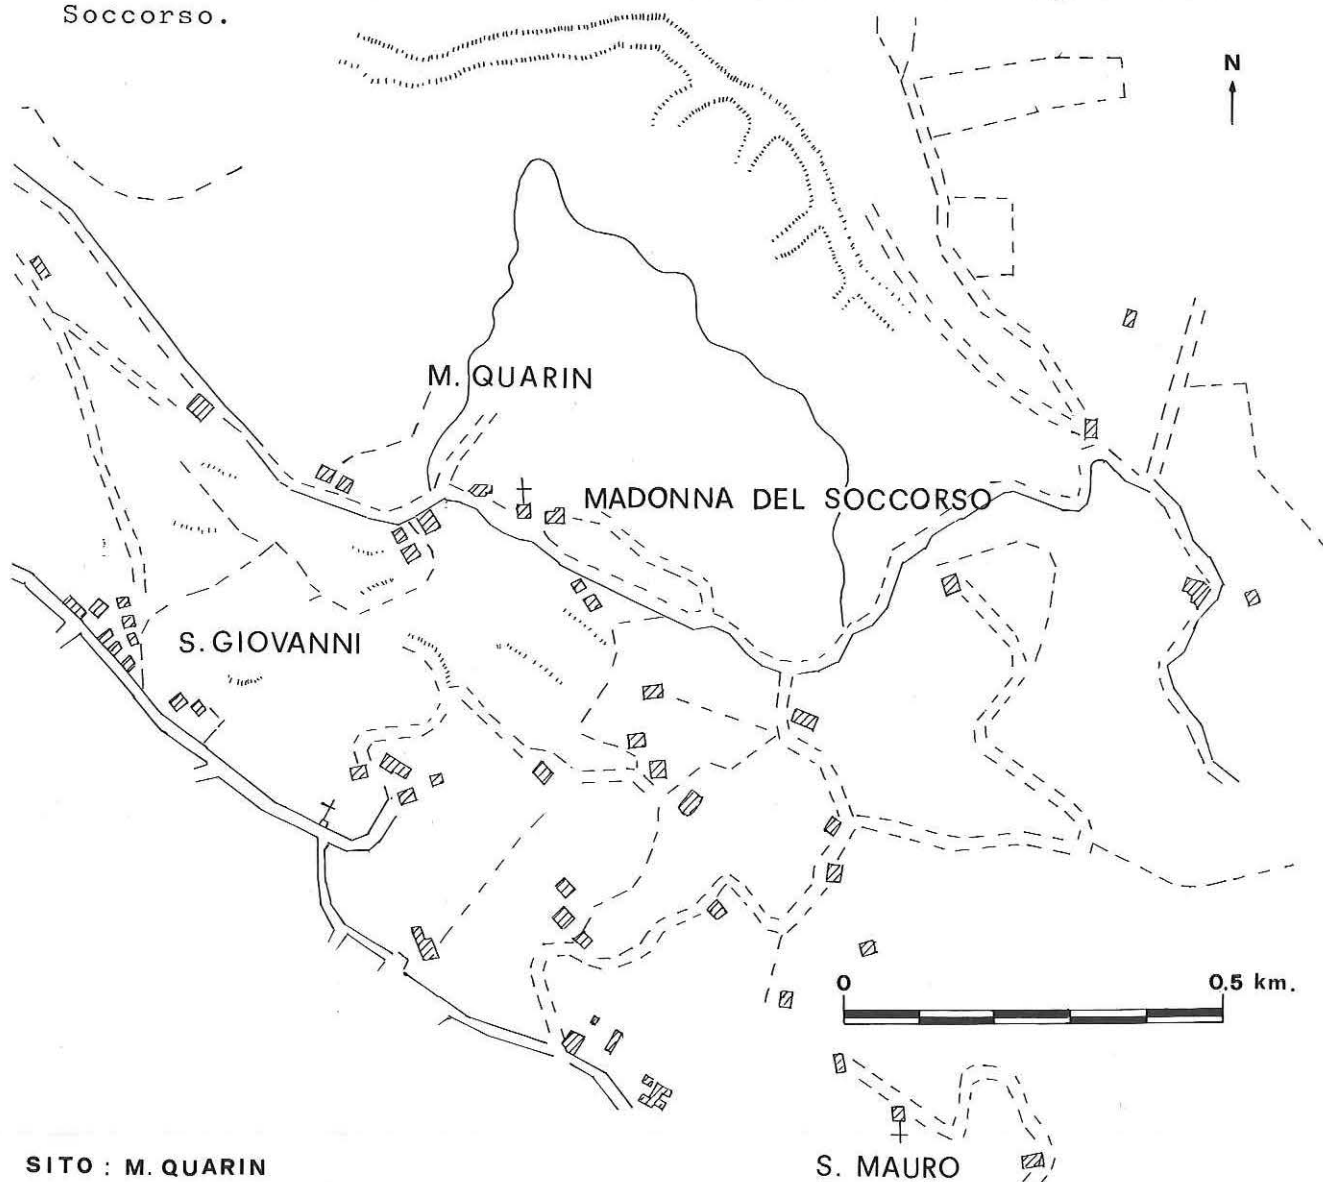 Soccorso.
N
M. QUARIN
MADONNA DEL SOCCORSO
S. GIOVANNI
0 0.5 km.
SITO : M. QUARIN
S. MAURO